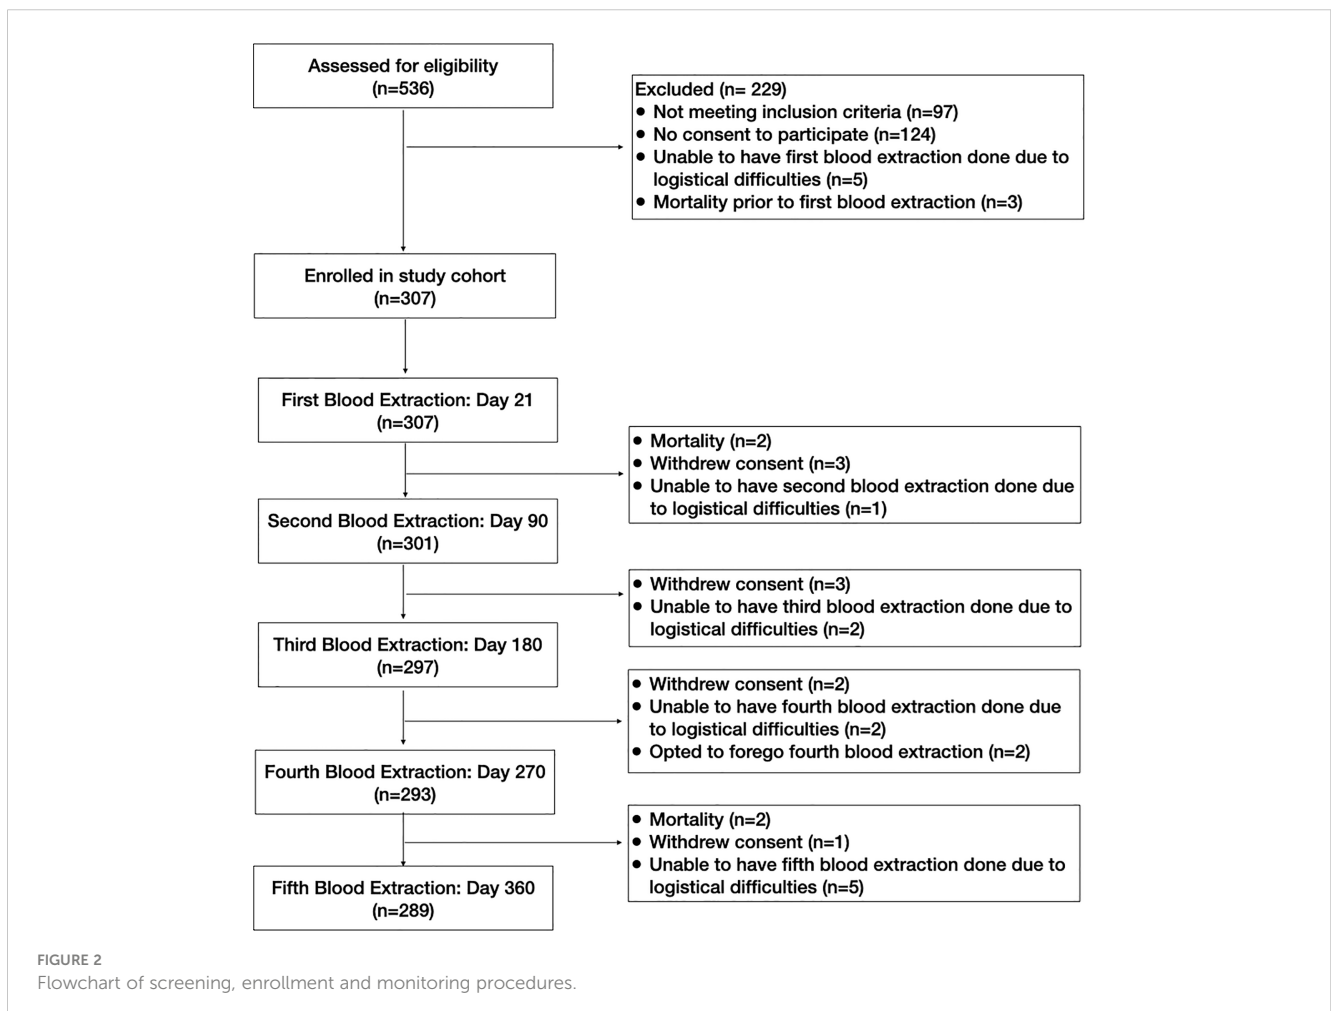 Assessed for eligibility
(n=536)
Excluded (n= 229)
● Not meeting inclusion criteria (n=97)
● No consent to participate (n=124)
● Unable to have first blood extraction done due to
logistical difficulties (n=5)
● Mortality prior to first blood extraction (n=3)
Enrolled in study cohort
(n=307)
First Blood Extraction: Day 21
(n=307)
● Mortality (n=2)
● Withdrew consent (n=3)
● Unable to have second blood extraction done due
to logistical difficulties (n=1)
Second Blood Extraction: Day 90
(n=301)
● Withdrew consent (n=3)
● Unable to have third blood extraction done due to
logistical difficulties (n=2)
Third Blood Extraction: Day 180
(n=297)
● Withdrew consent (n=2)
● Unable to have fourth blood extraction done due
to logistical difficulties (n=2)
● Opted to forego fourth blood extraction (n=2)
Fourth Blood Extraction: Day 270
(n=293)
● Mortality (n=2)
● Withdrew consent (n=1)
● Unable to have fifth blood extraction done due to
logistical difficulties (n=5)
Fifth Blood Extraction: Day 360
(n=289)
FIGURE 2
Flowchart of screening, enrollment and monitoring procedures.